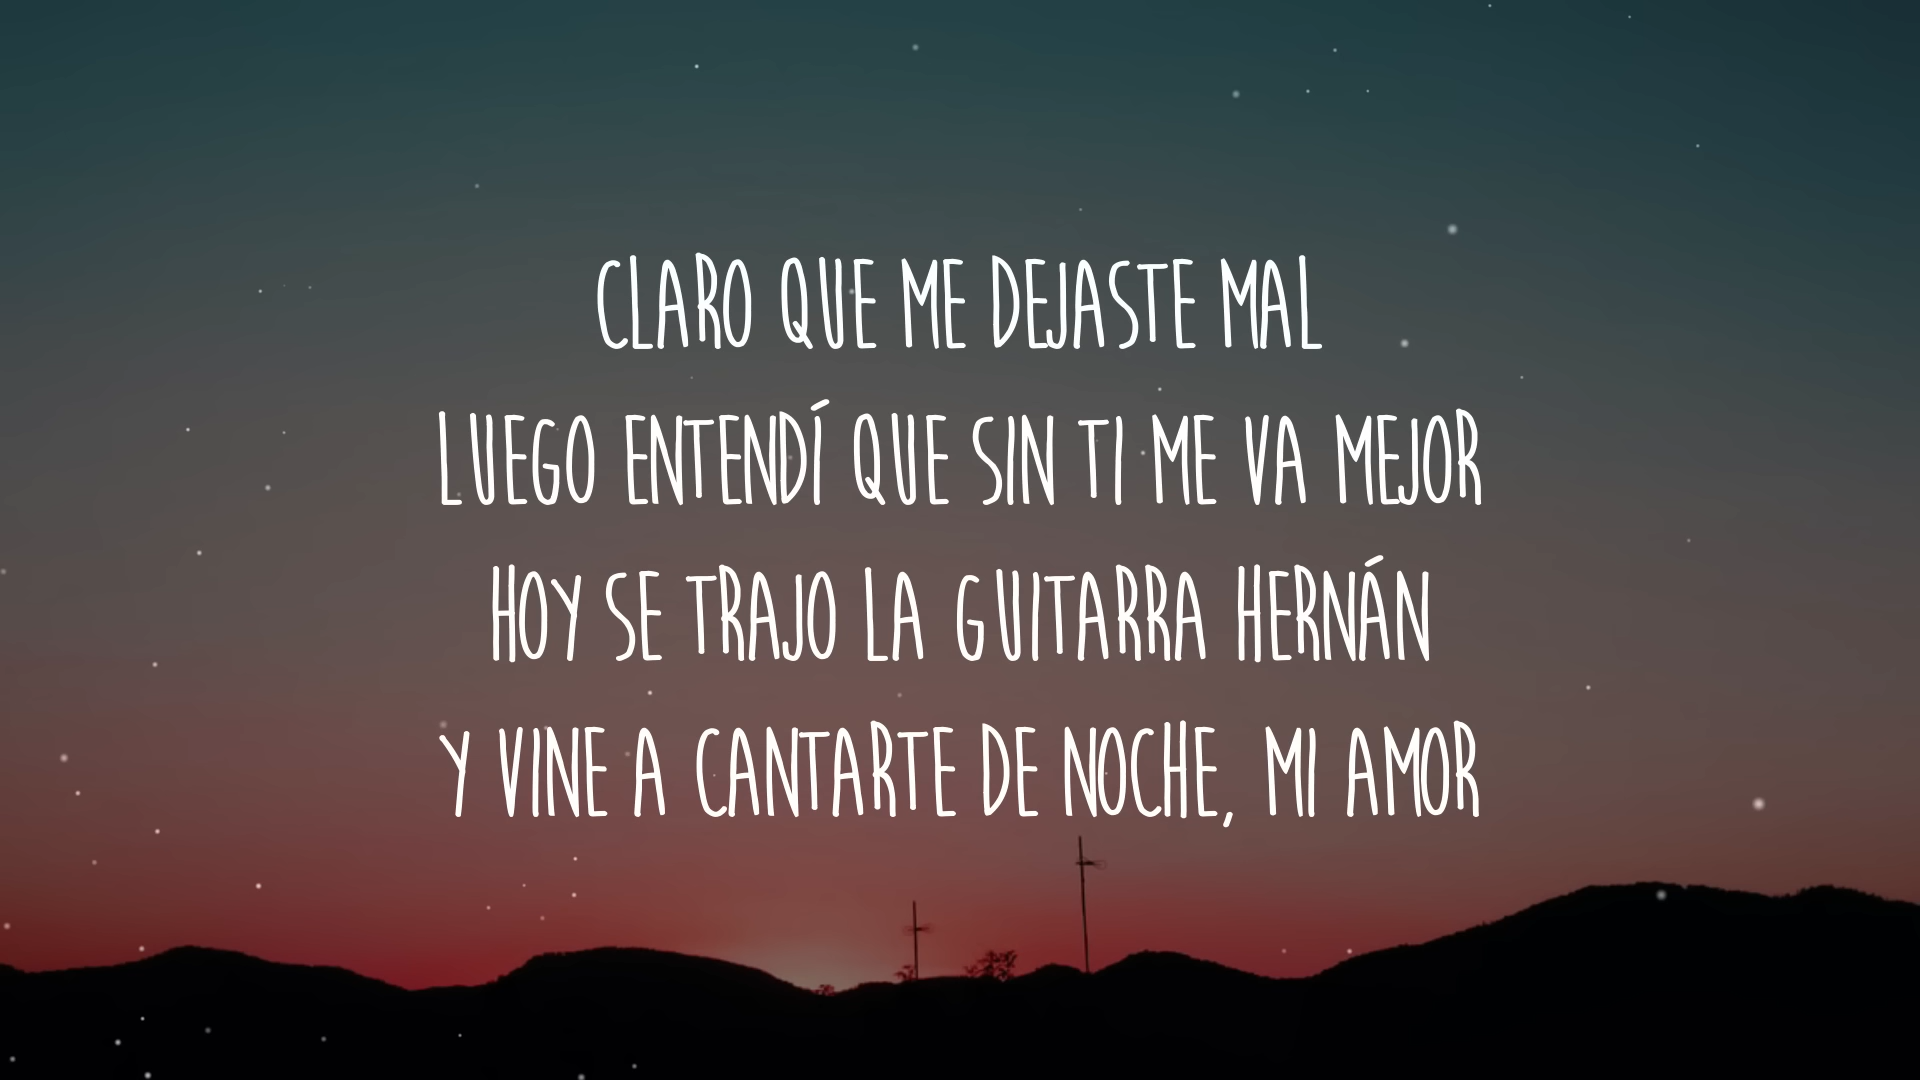 CLARO QUE ME DEJASTE MAL
LUEGO ENTENDÍ QUE SIN TI ME VA MEJOR
HOY SE TRAJO LA GUITARRA HERNÁN
Y VINE A CANTARTE DE NOCHE, MI AMOR